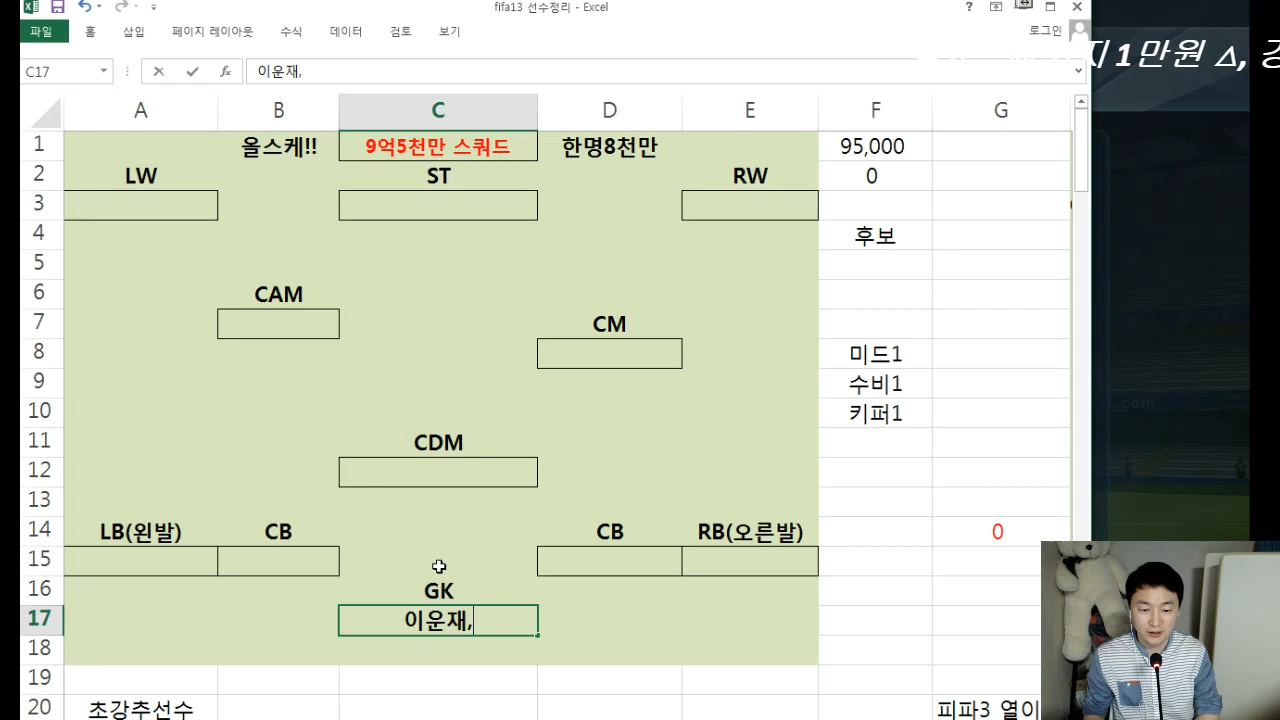 fifa13 선수정리 - Excel
파일 홈 삽입 페이지 레이아웃 수식 데이터 검토 보기 로그인
지1만원 △, 강
C17 fx 이운재,
A B C D E F G
1 올스케!! 9억5천만 스쿼드 한명8천만 95,000
2 LW ST RW 0
3
4 후보
5
6 CAM
7 CM
8 미드1
9 수비1
10 키퍼1
11 CDM
12
13
14 LB(왼발) CB CB RB(오른발) 0
15
16 GK
17 이운재,
18
19
20 초강추선수 피파3 열이